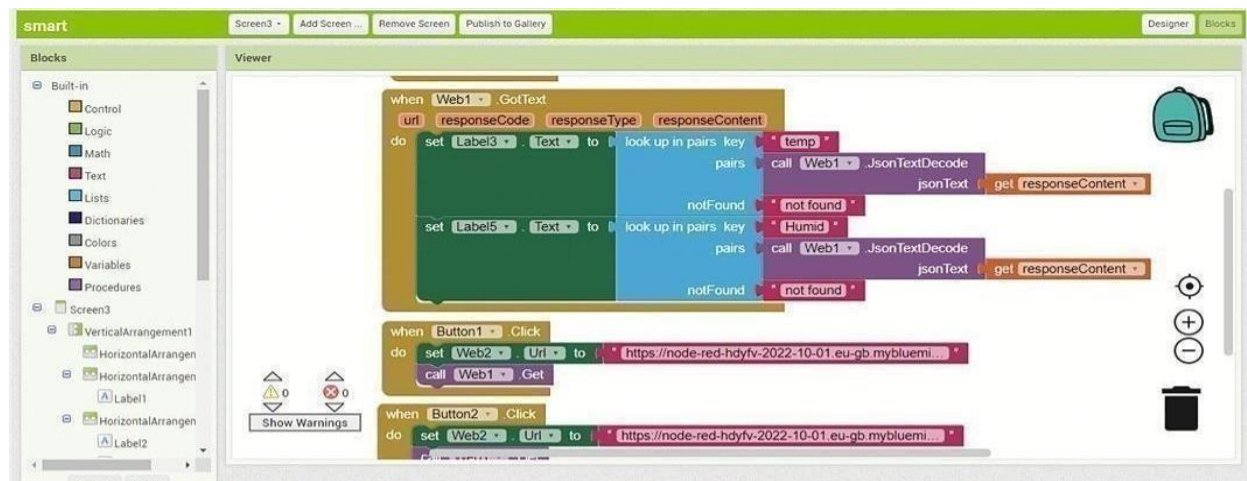 smart Screen3 Add Screen ... Remove Screen Publish to Gallery Designer Blocks
Blocks Viewer
Built-in
Control
Logic
Math
Text
Lists
Dictionaries
Colors
Variables
Procedures
Screen3
VerticalArrangement1
HorizontalArrangen
HorizontalArrangen
Label1
HorizontalArrangen
Label2
when Web1 .GotText
url responseCode responseType responseContent
do set Label3 . Text to look up in pairs key " temp "
pairs call Web1 .JsonTextDecode
jsonText get responseContent
notFound " not found "
set Label5 . Text to look up in pairs key " Humid "
pairs call Web1 .JsonTextDecode
jsonText get responseContent
notFound " not found "
when Button1 .Click
do set Web2 . Url to " https://node-red-hdyfv-2022-10-01.eu-gb.mybluemi... "
call Web1 .Get
when Button2 .Click
do set Web2 . Url to " https://node-red-hdyfv-2022-10-01.eu-gb.mybluemi... "
0 0
Show Warnings